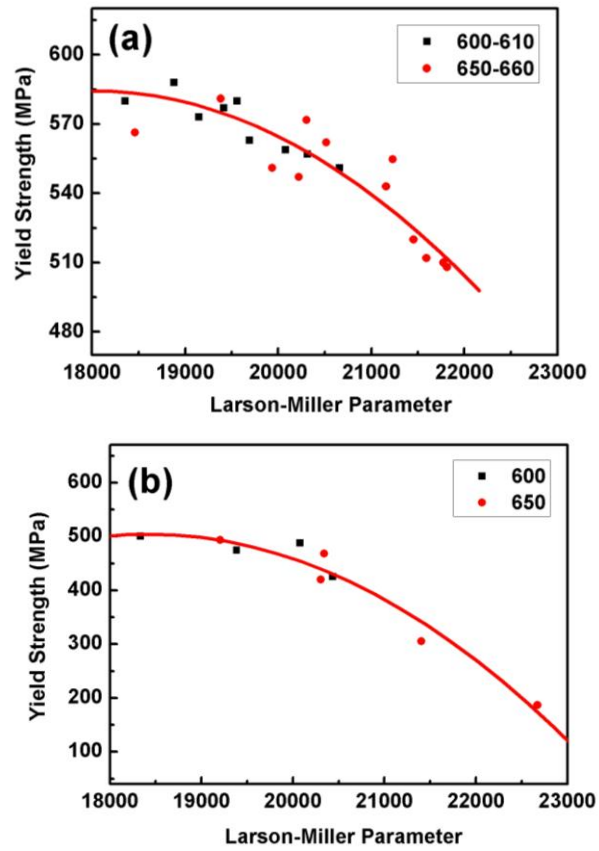 (a)
600-610
650-660
600
570
540
510
480
Yield Strength (MPa)
18000 19000 20000 21000 22000 23000
Larson-Miller Parameter
(b)
600
650
600
500
400
300
200
100
Yield Strength (MPa)
18000 19000 20000 21000 22000 23000
Larson-Miller Parameter